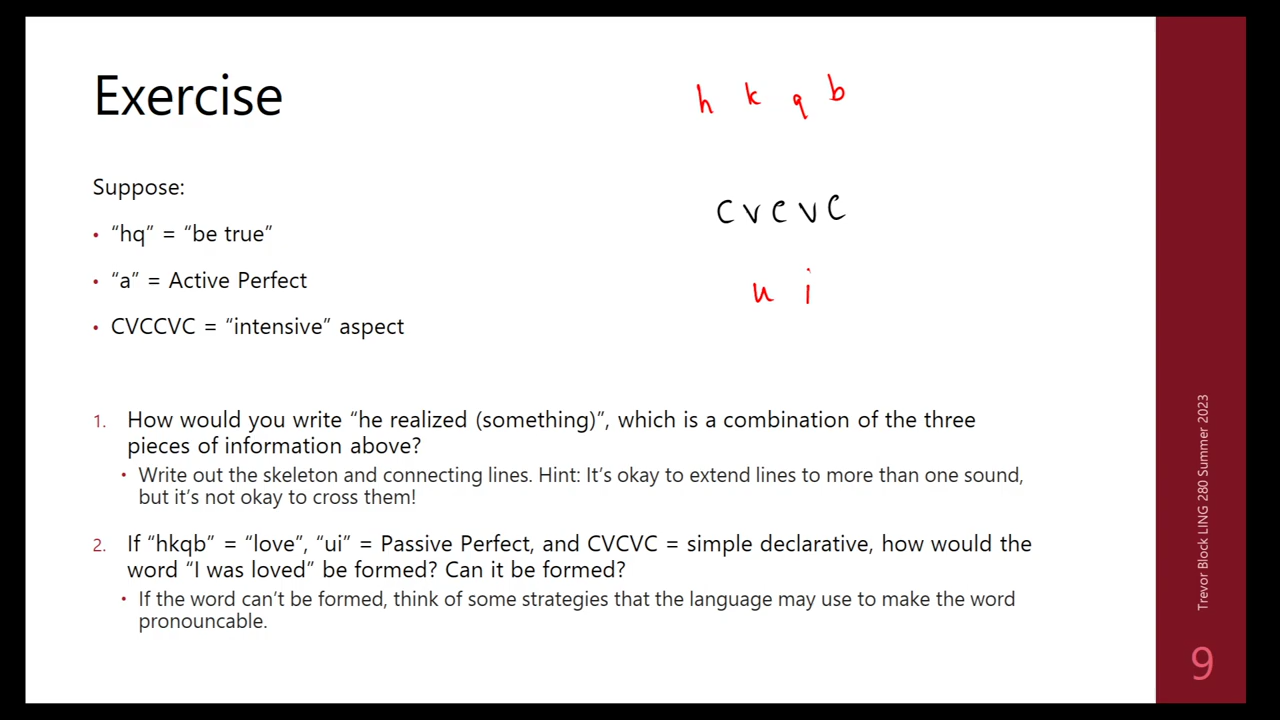 Exercise
h k q b
Suppose:
• "hq" = "be true"
c v c v c
• "a" = Active Perfect
u i
• CVCCVC = "intensive" aspect
1. How would you write "he realized (something)", which is a combination of the three
pieces of information above?
• Write out the skeleton and connecting lines. Hint: It's okay to extend lines to more than one sound,
but it's not okay to cross them!
2. If "hkqb" = "love", "ui" = Passive Perfect, and CVCVC = simple declarative, how would the
word "I was loved" be formed? Can it be formed?
• If the word can't be formed, think of some strategies that the language may use to make the word
pronouncable.
Trevor Block LING 280 Summer 2023
9